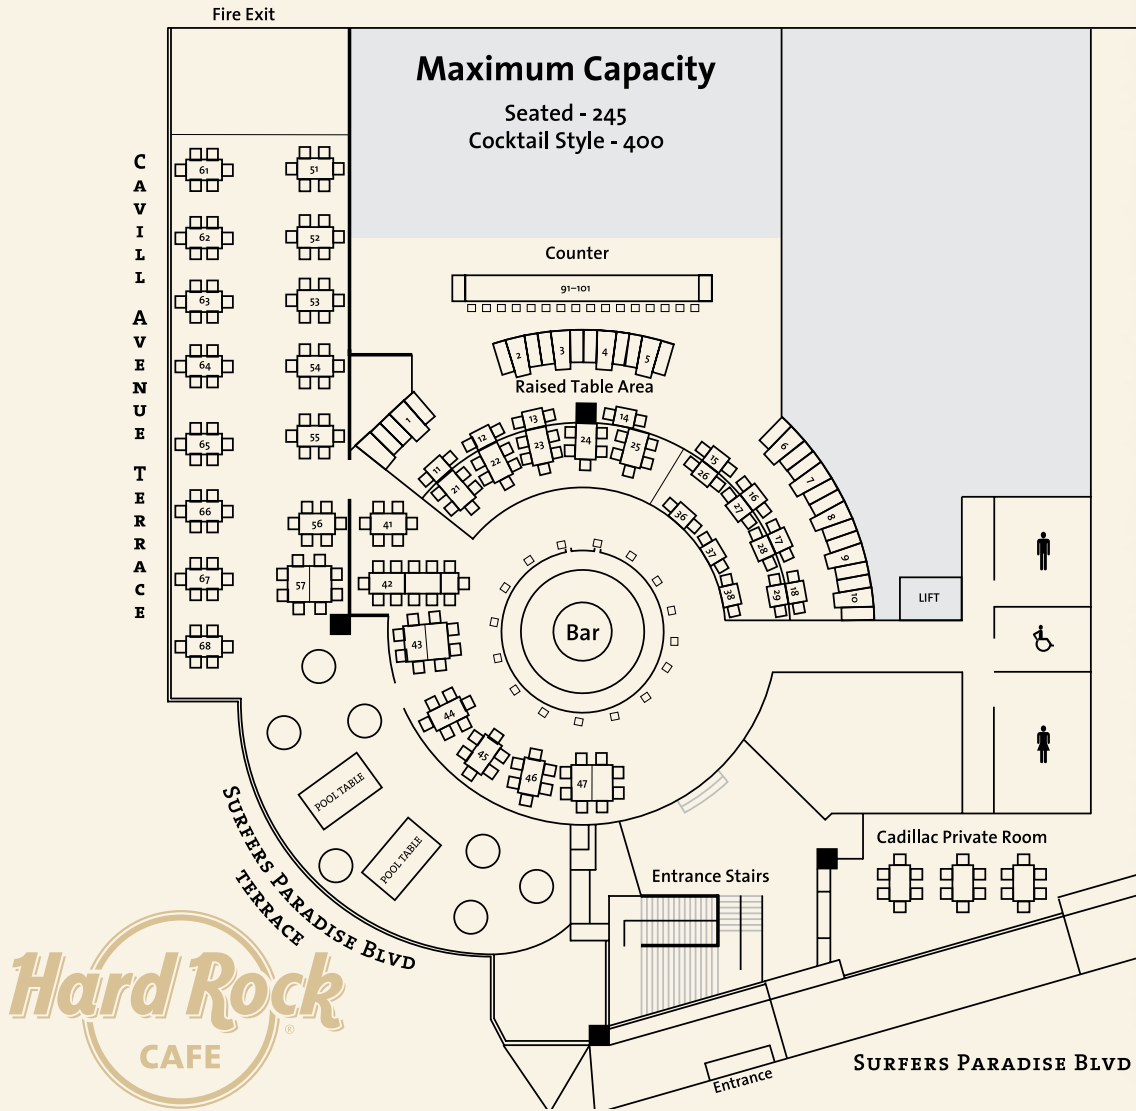 Fire Exit
Maximum Capacity
Seated - 245
Cocktail Style - 400
CAVILL AVENUE TERRACE
61
51
62
52
63
53
64
54
65
55
66
56
41
67
57
42
68
43
Counter
91–101
2
3
4
5
Raised Table Area
1
11
12
13
14
21
22
23
24
25
15
26
16
27
17
28
18
29
36
37
38
6
7
8
9
10
LIFT
Bar
44
45
46
47
POOL TABLE
POOL TABLE
SURFERS PARADISE BLVD
TERRACE
Cadillac Private Room
Entrance Stairs
Hard Rock
®
CAFE
Entrance
SURFERS PARADISE BLVD